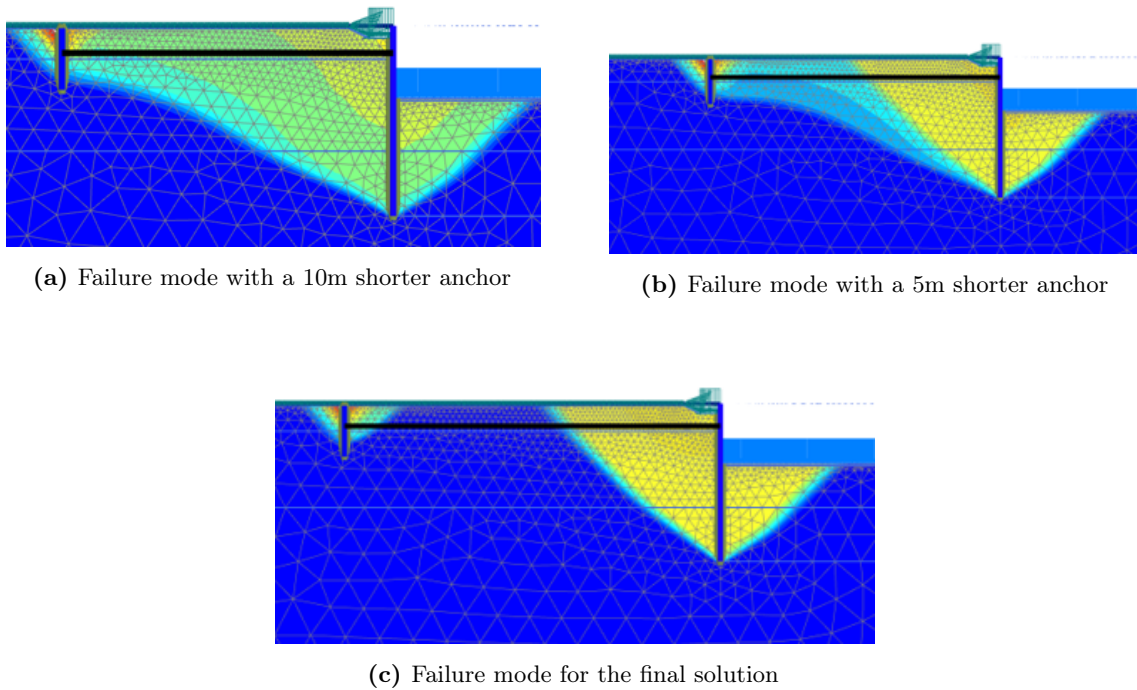 (a) Failure mode with a 10m shorter anchor
(b) Failure mode with a 5m shorter anchor
(c) Failure mode for the final solution